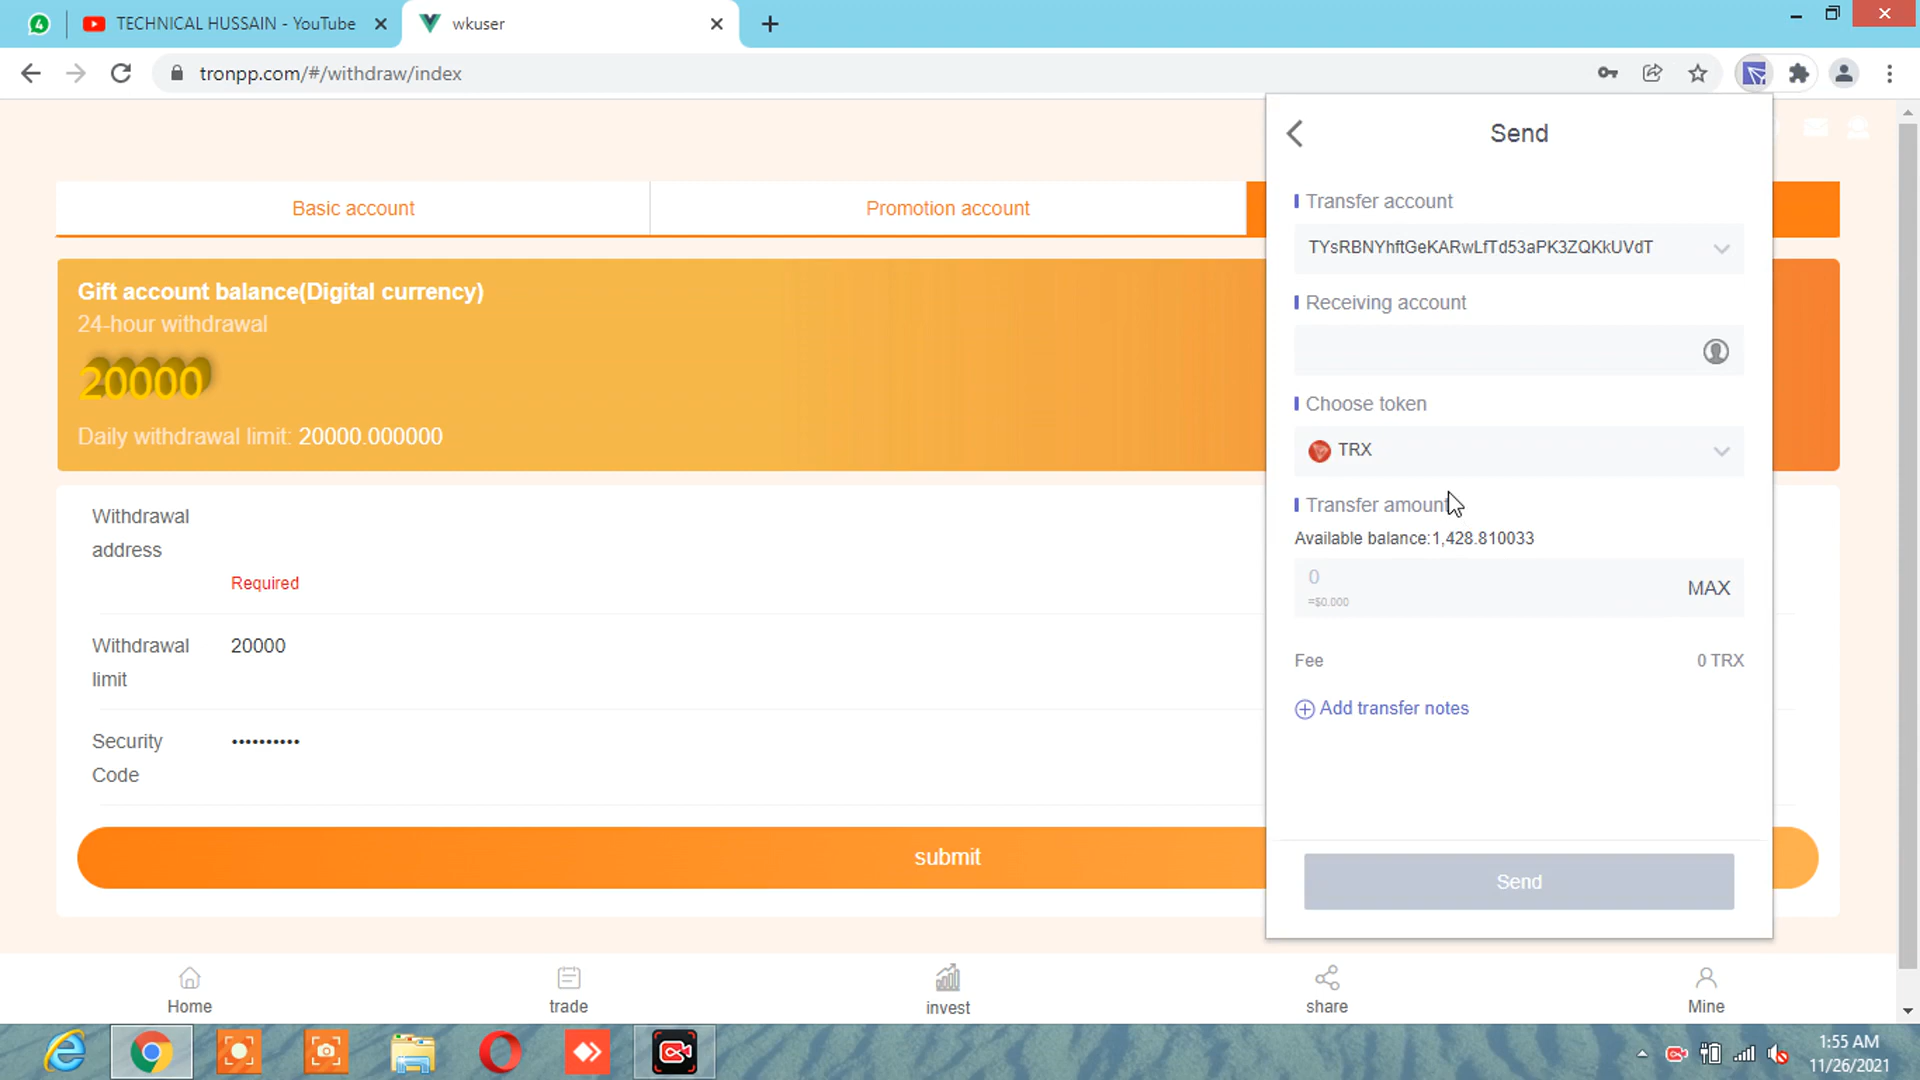 4
TECHNICAL HUSSAIN - YouTube
wkuser
tronpp.com/#/withdraw/index
Basic account
Promotion account
Gift account balance(Digital currency)
24-hour withdrawal
20000
Daily withdrawal limit: 20000.000000
Withdrawal
address
Required
Withdrawal
limit
20000
Security
Code
submit
Send
Transfer account
TYsRBNYhftGeKARwLfTd53aPK3ZQKkUVdT
Receiving account
Choose token
TRX
Transfer amount
Available balance:1,428.810033
0
≈$0.000
MAX
Fee
0 TRX
Add transfer notes
Send
Home
trade
invest
share
Mine
1:55 AM
11/26/2021